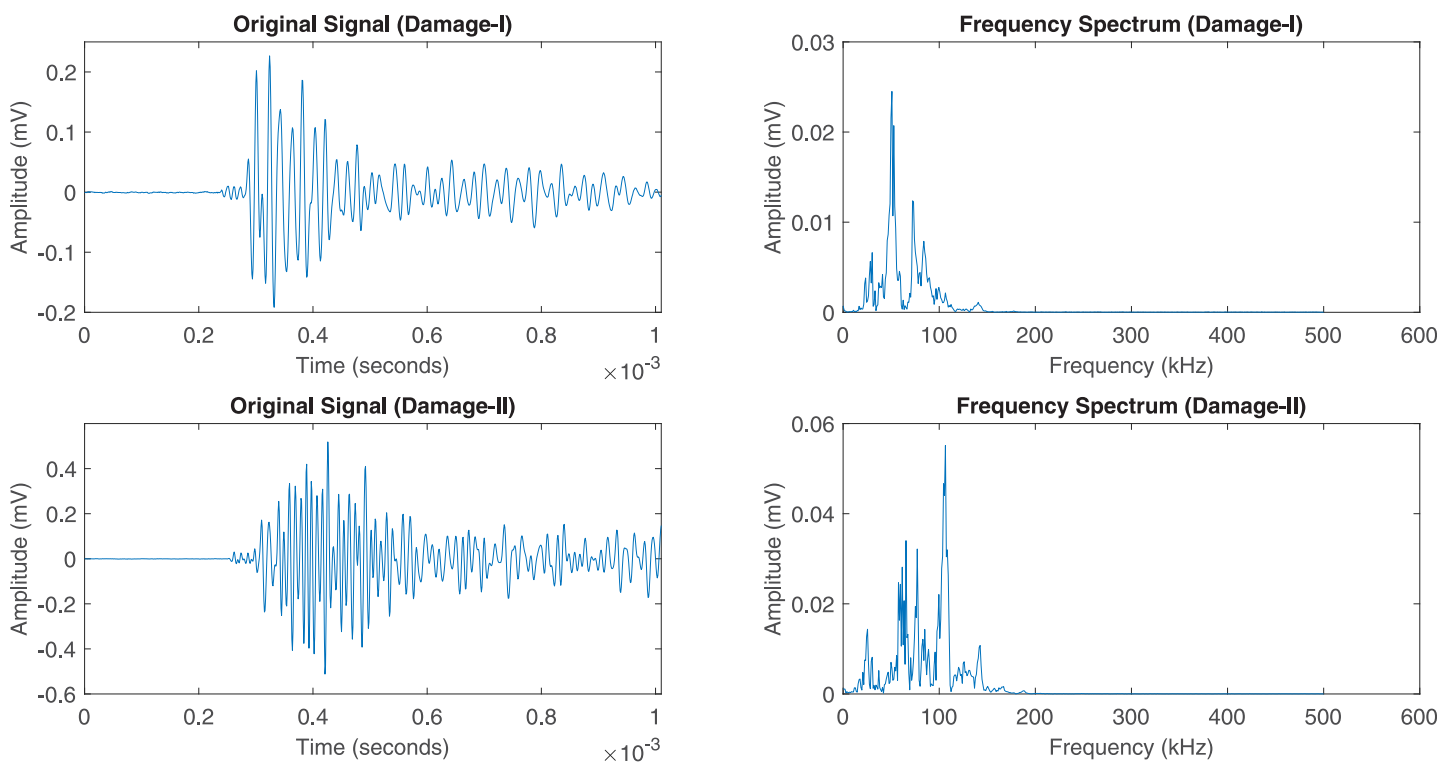 Original Signal (Damage-I)
Amplitude (mV)
0.2
0.1
0
-0.1
-0.2
0 0.2 0.4 0.6 0.8 1
Time (seconds)
×10⁻³
Frequency Spectrum (Damage-I)
Amplitude (mV)
0.03
0.02
0.01
0
0 100 200 300 400 500 600
Frequency (kHz)
Original Signal (Damage-II)
Amplitude (mV)
0.4
0.2
0
-0.2
-0.4
-0.6
0 0.2 0.4 0.6 0.8 1
Time (seconds)
×10⁻³
Frequency Spectrum (Damage-II)
Amplitude (mV)
0.06
0.04
0.02
0
0 100 200 300 400 500 600
Frequency (kHz)